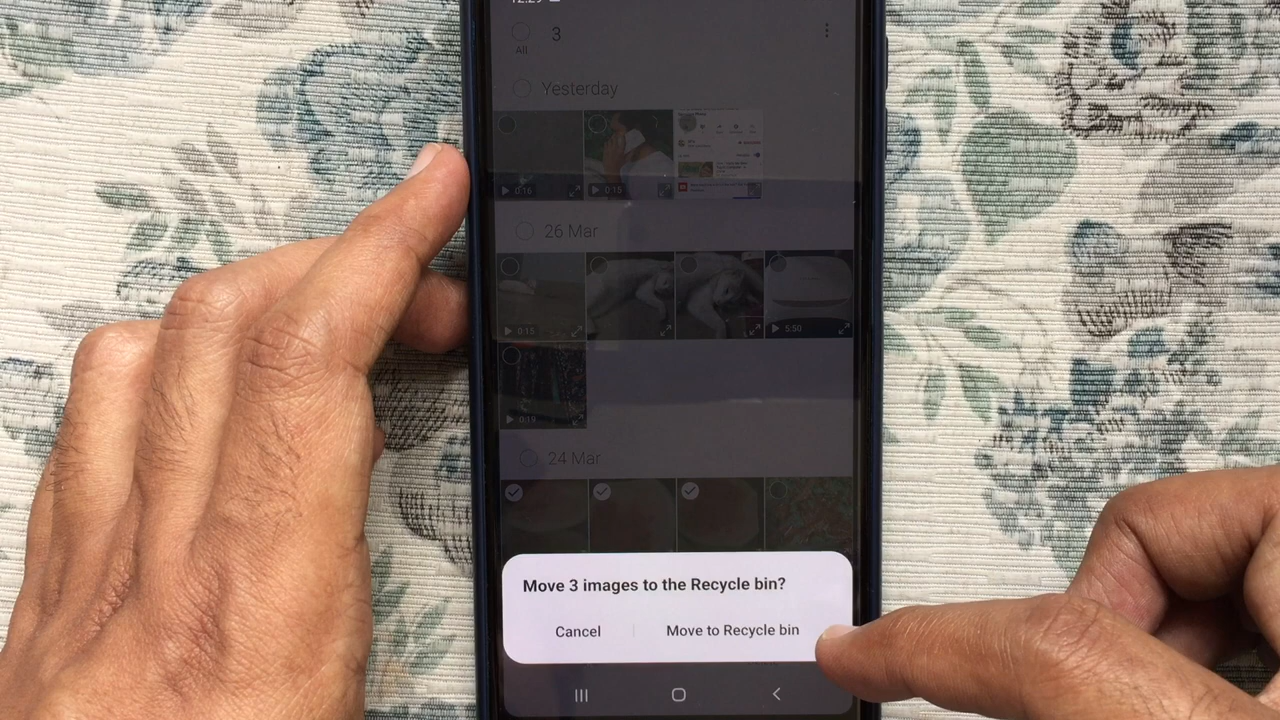 3
All
Yesterday
0:16
0:15
26 Mar
0:15
5:50
0:19
24 Mar
Move 3 images to the Recycle bin?
Cancel
Move to Recycle bin